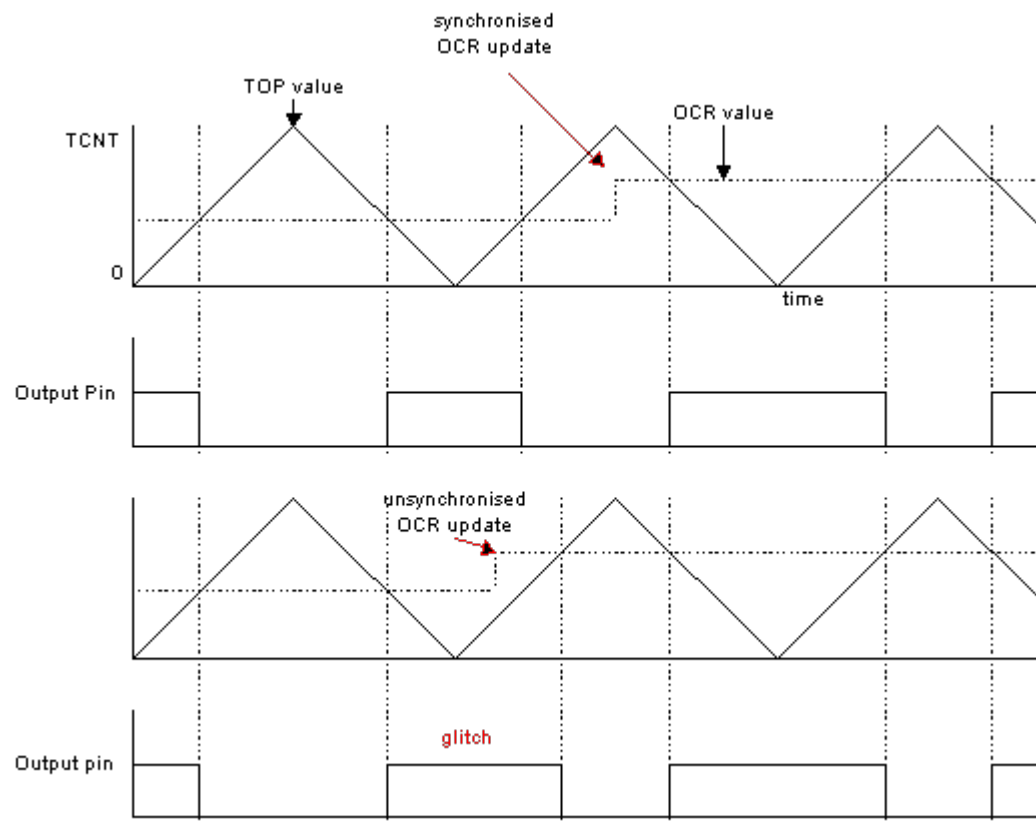 synchronised
OCR update
TOP value
OCR value
TCNT
0
time
Output Pin
unsynchronised
OCR update
glitch
Output pin